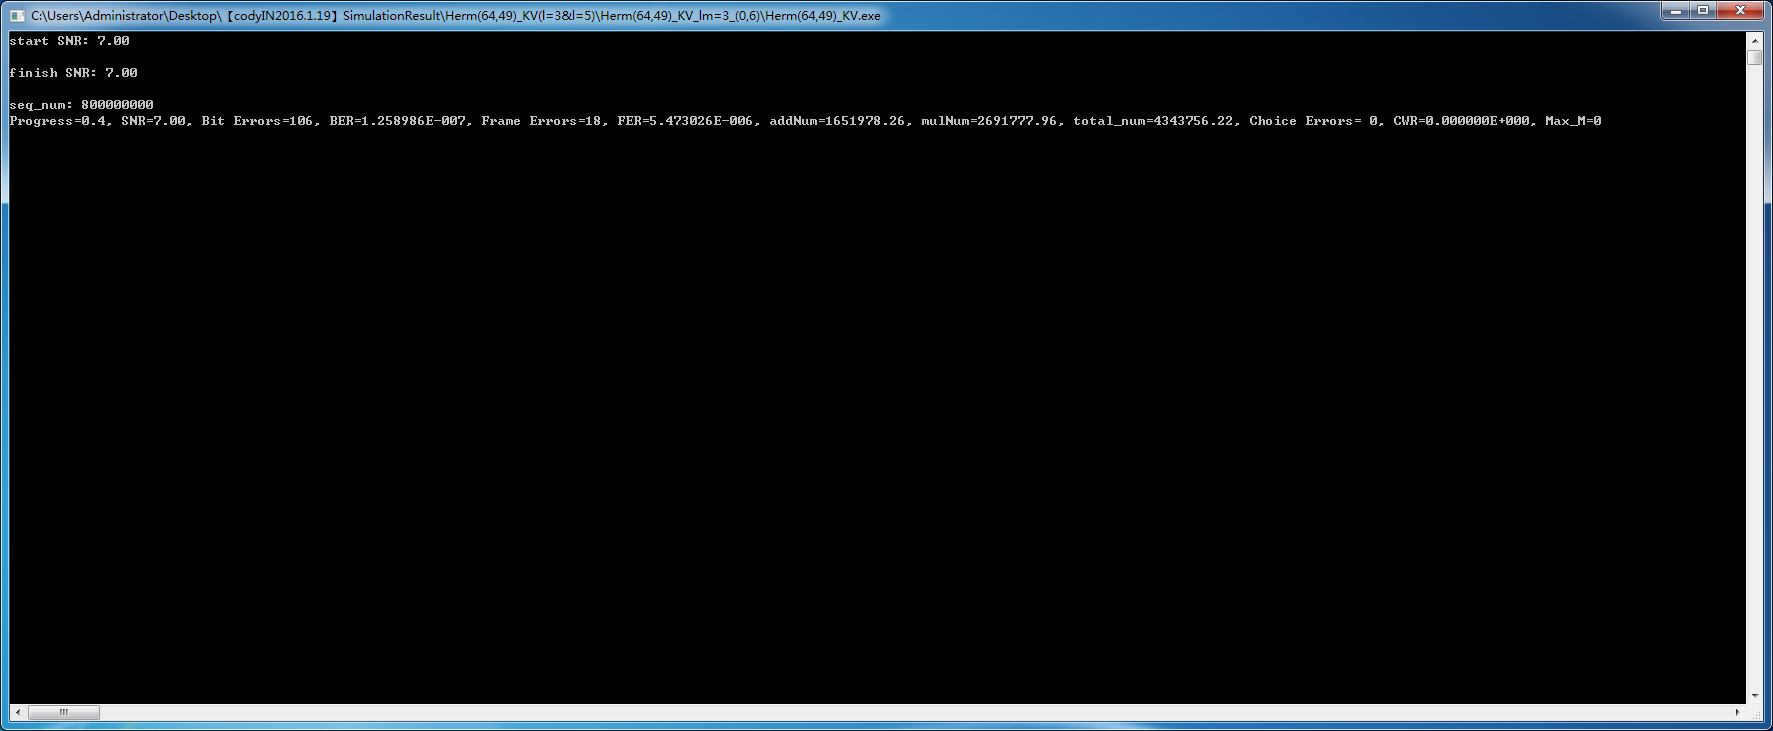 C:\Users\Administrator\Desktop\【codyIN2016.1.19】SimulationResult\Herm(64,49)_KV(l=3&l=5)\Herm(64,49)_KV_lm=3_(0,6)\Herm(64,49)_KV.exe
start SNR: 7.00
finish SNR: 7.00
seq_num: 800000000
Progress=0.4, SNR=7.00, Bit Errors=106, BER=1.258986E-007, Frame Errors=18, FER=5.473026E-006, addNum=1651978.26, mulNum=2691777.96, total_num=4343756.22, Choice Errors= 0, CWR=0.000000E+000, Max_M=0